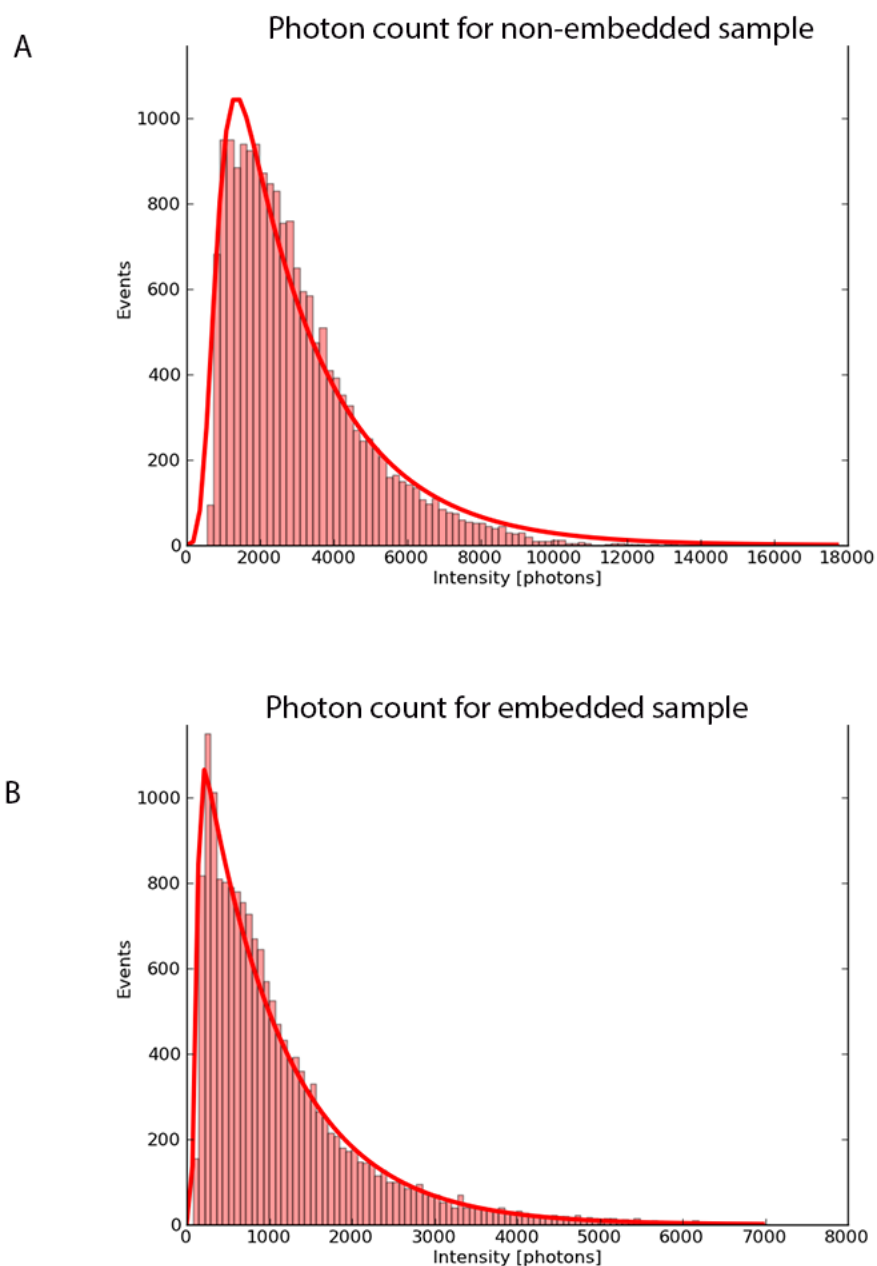 Photon count for non-embedded sample
A
1000
800
600
400
200
0
Events
0 2000 4000 6000 8000 10000 12000 14000 16000 18000
Intensity [photons]
Photon count for embedded sample
B
1000
800
600
400
200
0
Events
0 1000 2000 3000 4000 5000 6000 7000 8000
Intensity [photons]